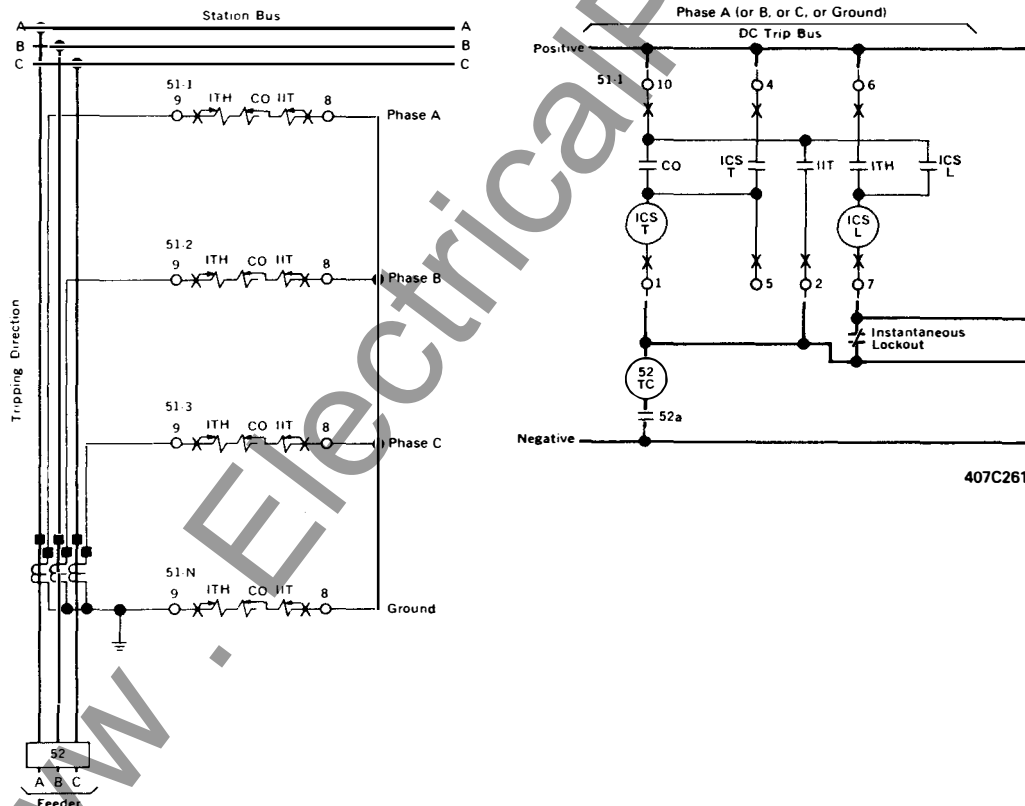 Station Bus
A A
B B
C C
51-1
9 ITH CO IIT 8 Phase A
51-2
9 ITH CO IIT 8 Phase B
51-3
9 ITH CO IIT 8 Phase C
51-N
9 ITH CO IIT 8 Ground
Tripping Direction
52
A B C
Feeder
Phase A (or B, or C, or Ground)
DC Trip Bus
Positive
51-1 10 4 6
CO ICS T IIT ITH ICS L
ICS T
ICS L
1 5 2 7
Instantaneous
Lockout
52 TC
52a
Negative
407C261
www . Electrical